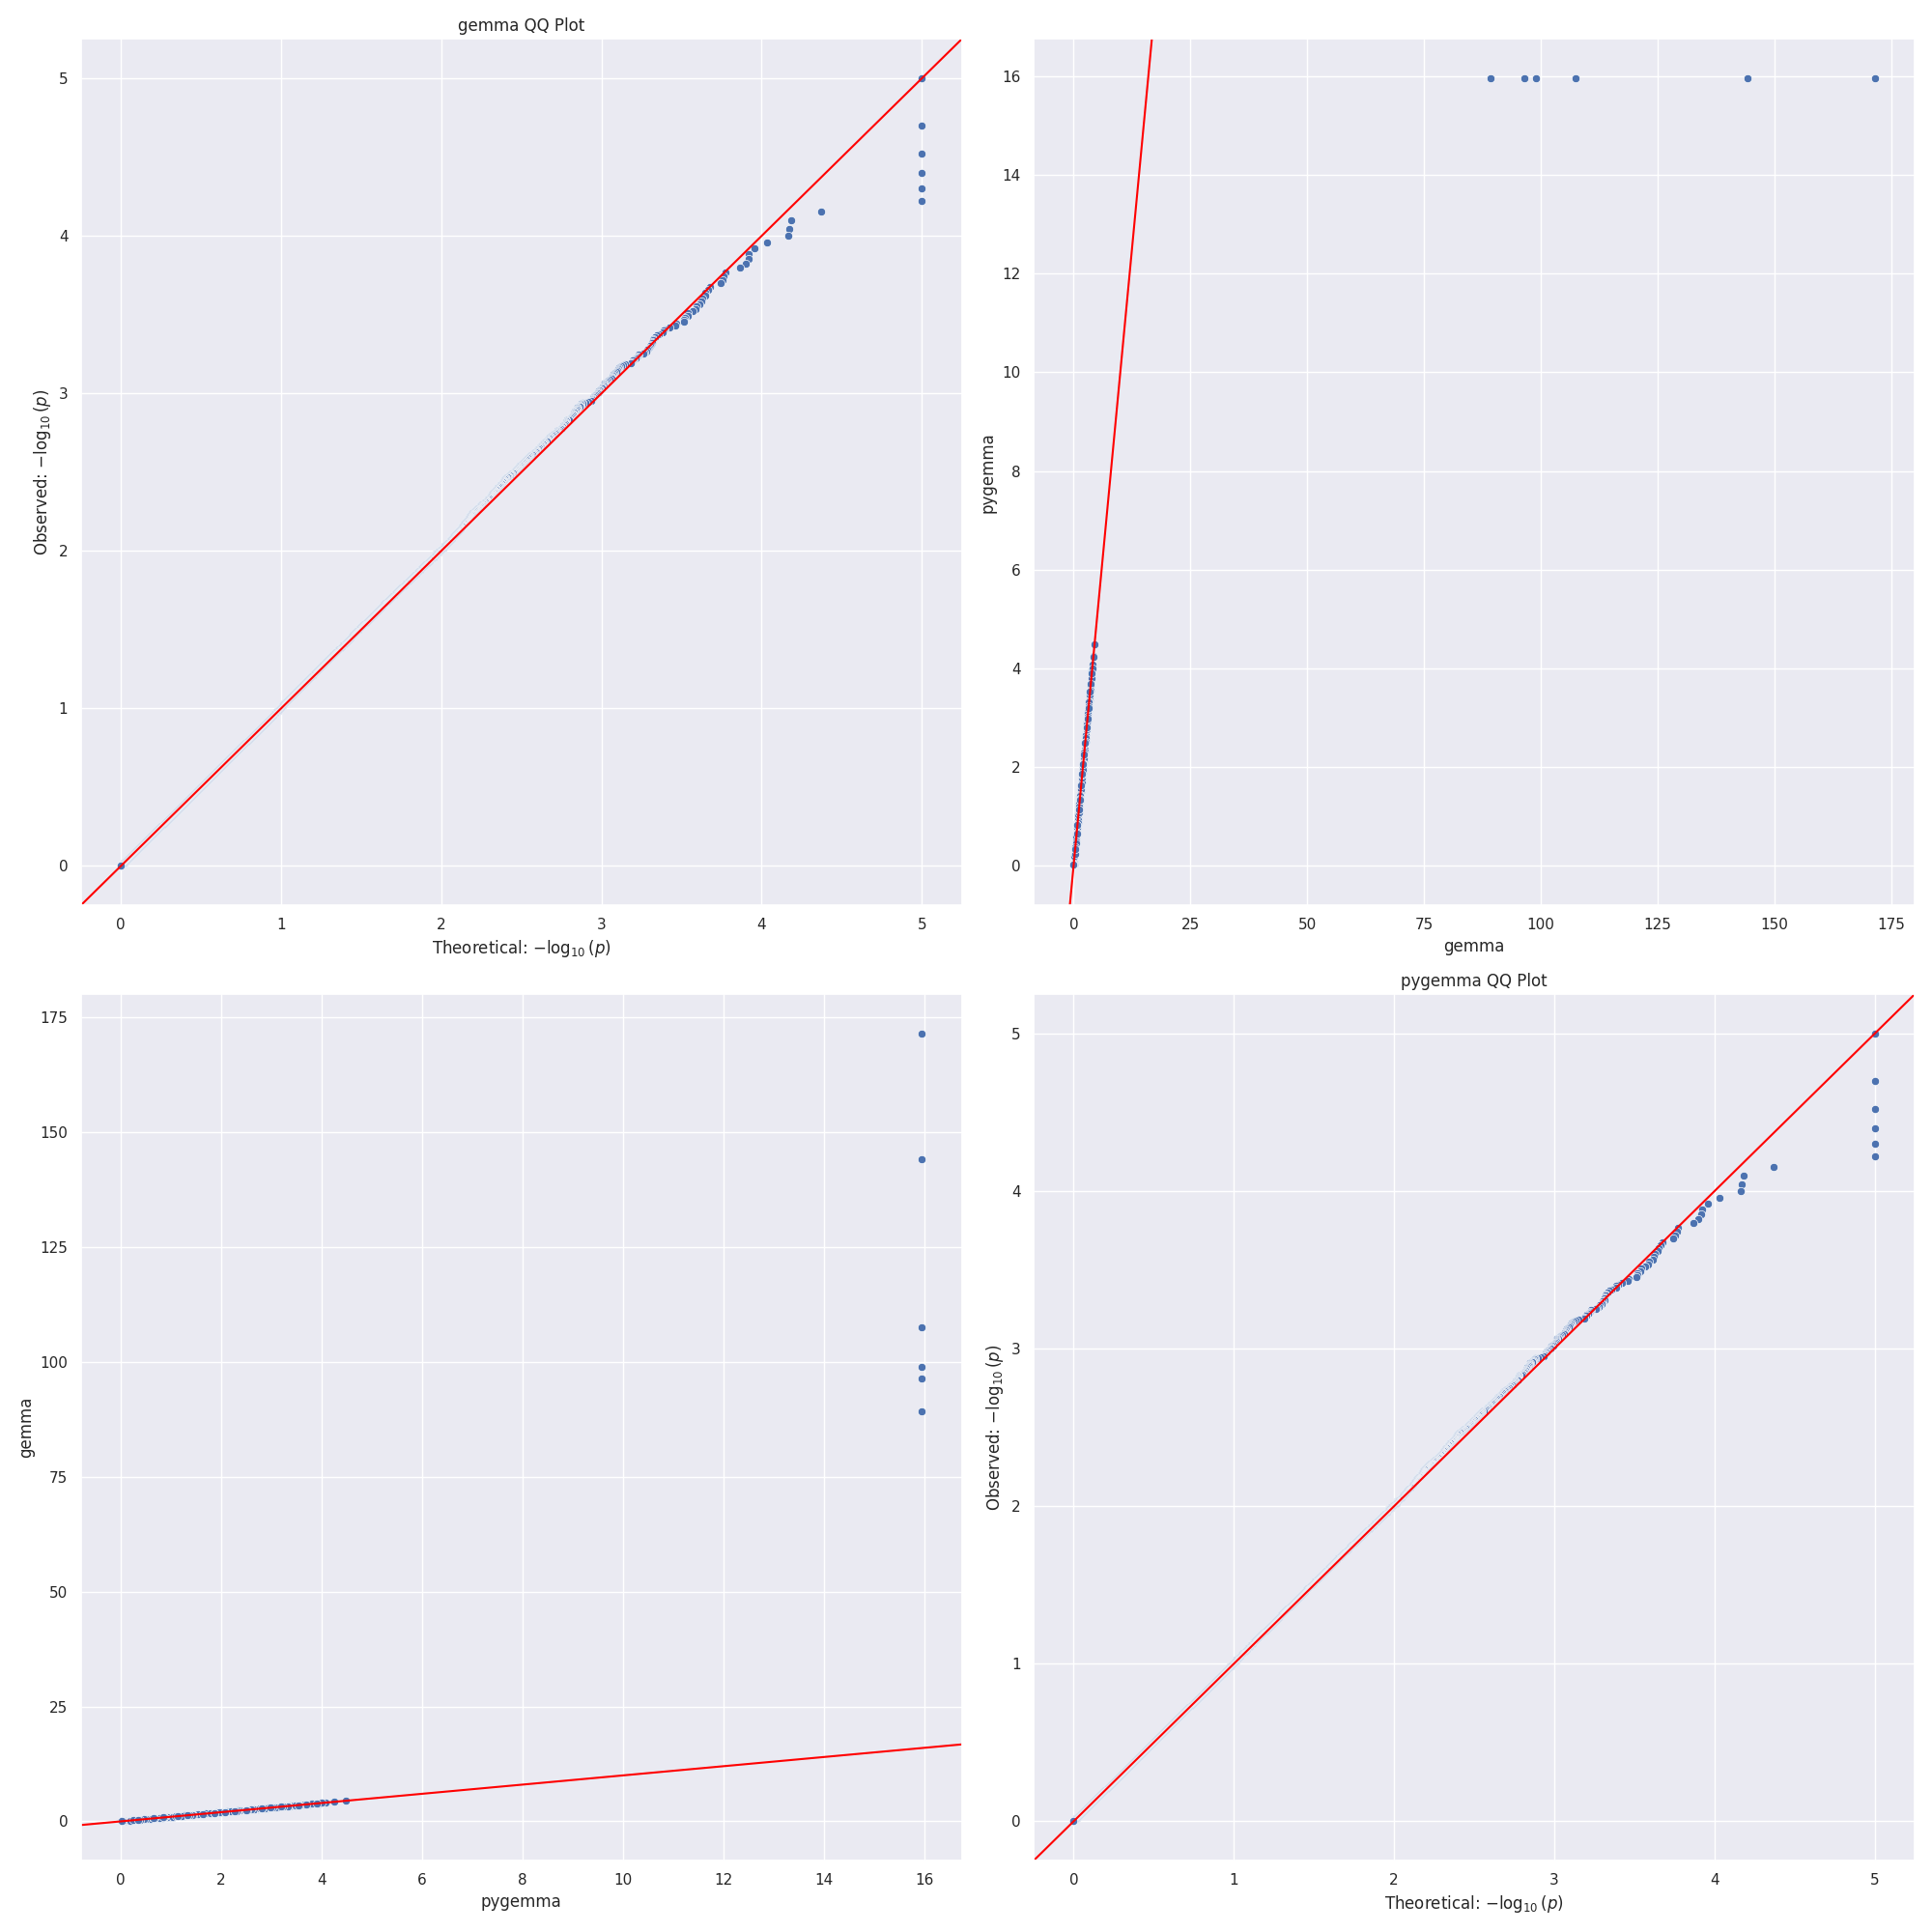 gemma QQ Plot
5
4
3
2
1
0
Observed: −log₁₀ (p)
0 1 2 3 4 5
Theoretical: −log₁₀ (p)
16
14
12
10
8
6
4
2
0
pygemma
0 25 50 75 100 125 150 175
gemma
175
150
125
100
75
50
25
0
gemma
0 2 4 6 8 10 12 14 16
pygemma
pygemma QQ Plot
5
4
3
2
1
0
Observed: −log₁₀ (p)
0 1 2 3 4 5
Theoretical: −log₁₀ (p)